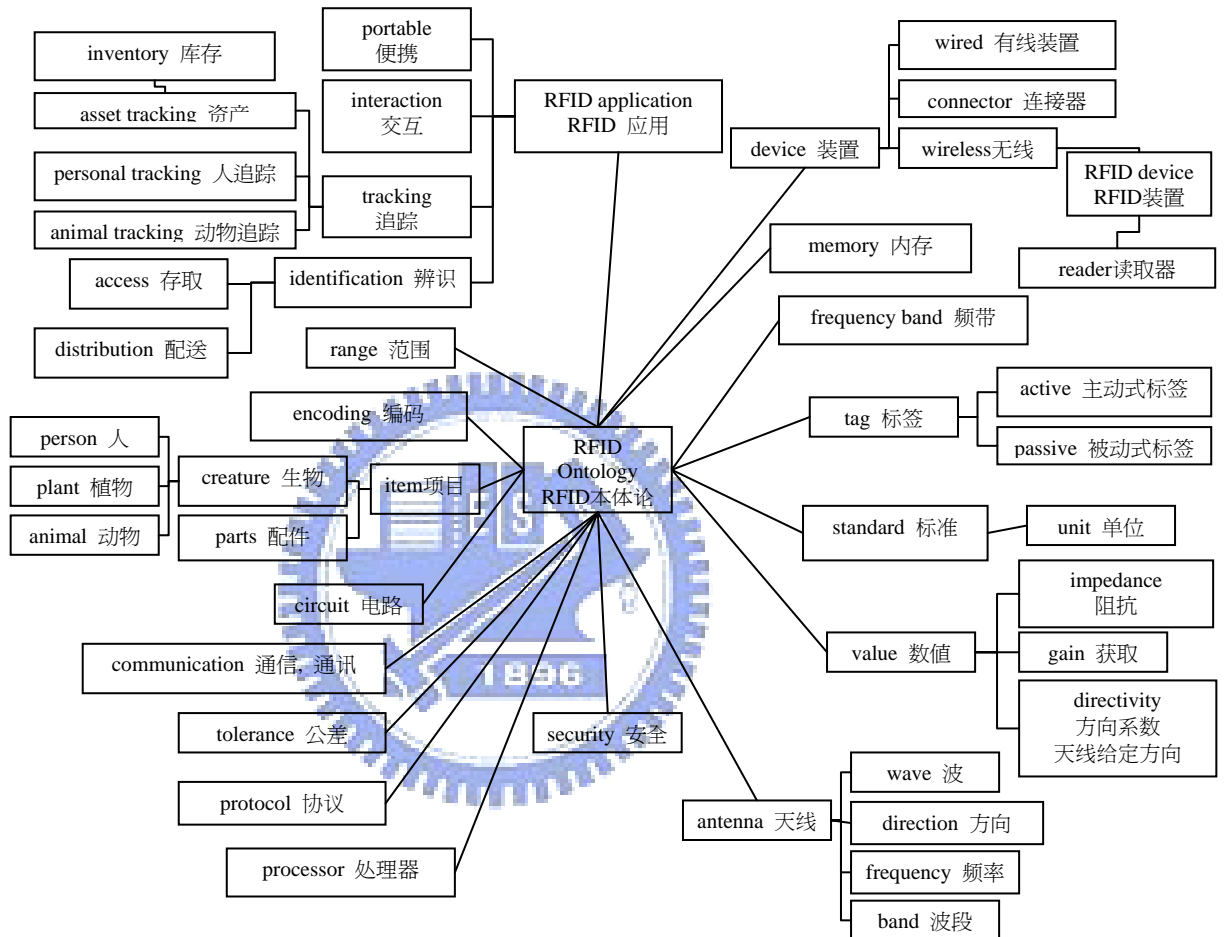 portable
便携
inventory 库存
interaction
交互
asset tracking 资产
personal tracking 人追踪
tracking
追踪
animal tracking 动物追踪
RFID application
RFID 应用
access 存取
identification 辨识
distribution 配送
range 范围
encoding 编码
person 人
plant 植物
animal 动物
creature 生物
parts 配件
item项目
circuit 电路
communication 通信，通讯
tolerance 公差
protocol 协议
processor 处理器
security 安全
RFID
Ontology
RFID本体论
wired 有线装置
connector 连接器
device 装置
wireless无线
RFID device
RFID装置
reader读取器
memory 内存
frequency band 频带
tag 标签
active 主动式标签
passive 被动式标签
standard 标准
unit 单位
value 数值
impedance
阻抗
gain 获取
directivity
方向系数
天线给定方向
antenna 天线
wave 波
direction 方向
frequency 频率
band 波段
ES
1896